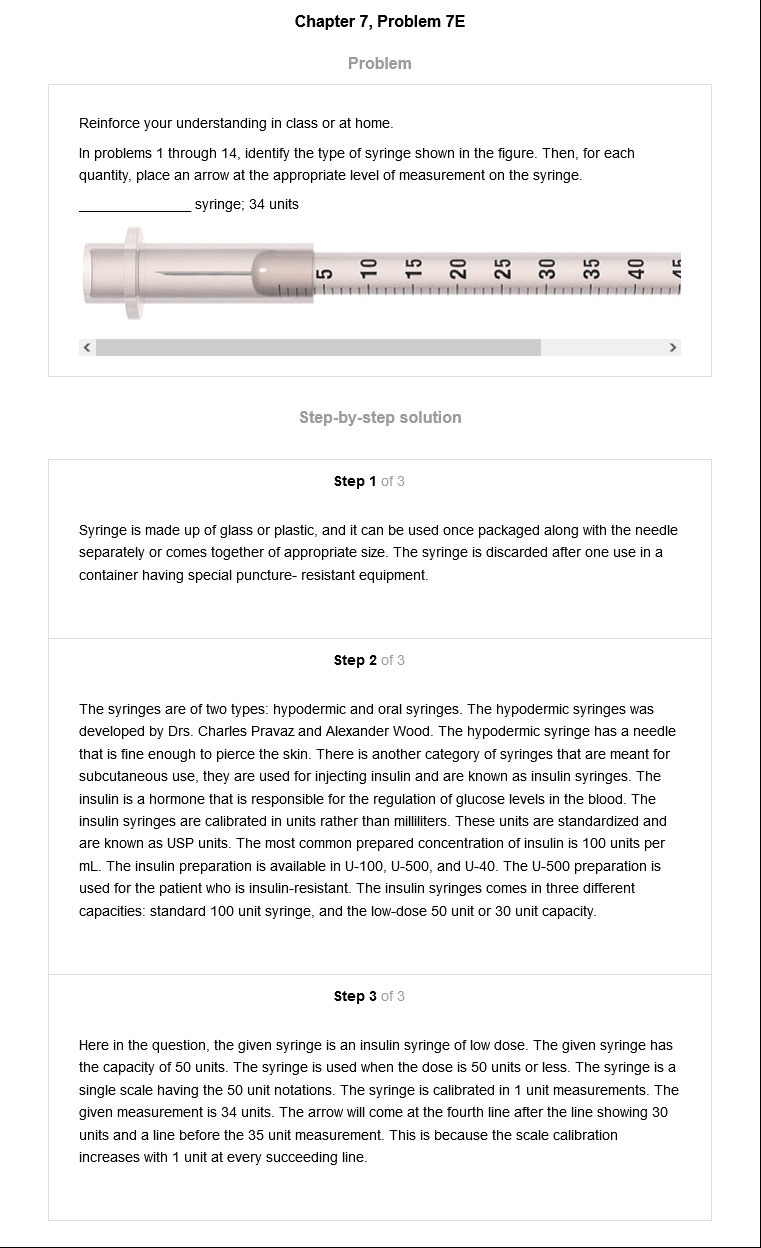 Chapter 7, Problem 7E
Problem
Reinforce your understanding in class or at home.
In problems 1 through 14, identify the type of syringe shown in the figure. Then, for each
quantity, place an arrow at the appropriate level of measurement on the syringe.
_______________ syringe; 34 units
5 10 15 20 25 30 35 40 45
Step-by-step solution
Step 1 of 3
Syringe is made up of glass or plastic, and it can be used once packaged along with the needle
separately or comes together of appropriate size. The syringe is discarded after one use in a
container having special puncture- resistant equipment.
Step 2 of 3
The syringes are of two types: hypodermic and oral syringes. The hypodermic syringes was
developed by Drs. Charles Pravaz and Alexander Wood. The hypodermic syringe has a needle
that is fine enough to pierce the skin. There is another category of syringes that are meant for
subcutaneous use, they are used for injecting insulin and are known as insulin syringes. The
insulin is a hormone that is responsible for the regulation of glucose levels in the blood. The
insulin syringes are calibrated in units rather than milliliters. These units are standardized and
are known as USP units. The most common prepared concentration of insulin is 100 units per
mL. The insulin preparation is available in U-100, U-500, and U-40. The U-500 preparation is
used for the patient who is insulin-resistant. The insulin syringes comes in three different
capacities: standard 100 unit syringe, and the low-dose 50 unit or 30 unit capacity.
Step 3 of 3
Here in the question, the given syringe is an insulin syringe of low dose. The given syringe has
the capacity of 50 units. The syringe is used when the dose is 50 units or less. The syringe is a
single scale having the 50 unit notations. The syringe is calibrated in 1 unit measurements. The
given measurement is 34 units. The arrow will come at the fourth line after the line showing 30
units and a line before the 35 unit measurement. This is because the scale calibration
increases with 1 unit at every succeeding line.